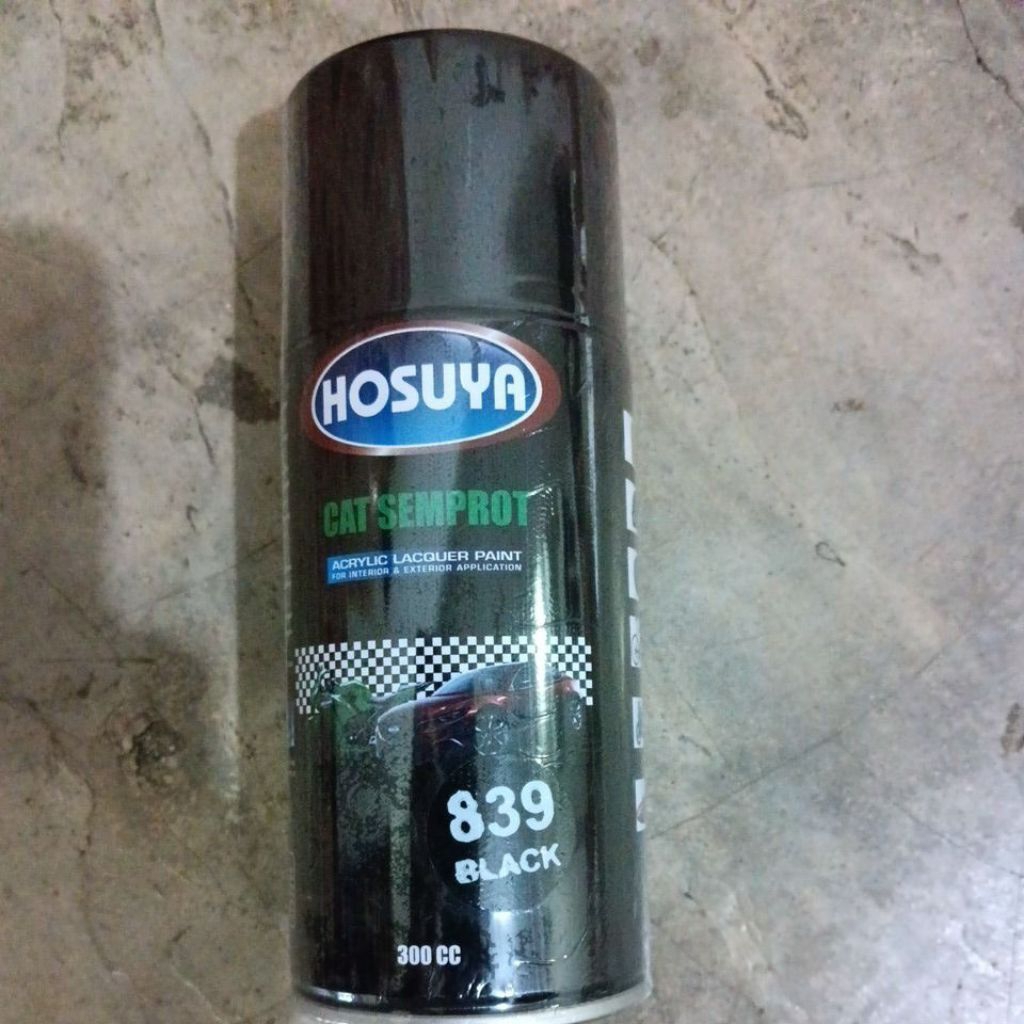 HOSUYA
CAT SEMPROT
ACRYLIC LACQUER PAINT
FOR INTERIOR & EXTERIOR APPLICATION
839
BLACK
300 CC